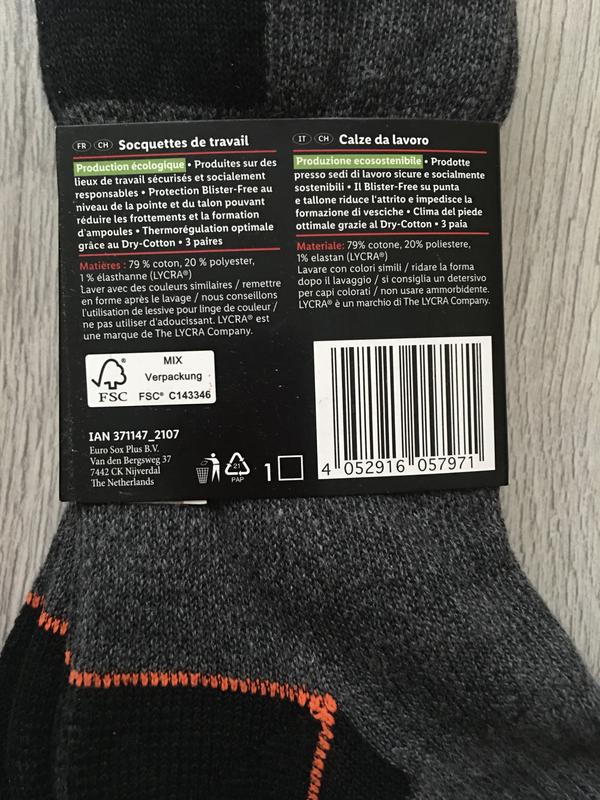 FR CH Socquettes de travail
Production écologique • Produites sur des
lieux de travail sécurisés et socialement
responsables • Protection Blister-Free au
niveau de la pointe et du talon pouvant
réduire les frottements et la formation
d'ampoules • Thermorégulation optimale
grâce au Dry-Cotton • 3 paires
Matières : 79 % coton, 20 % polyester,
1 % élasthanne (LYCRA®)
Laver avec des couleurs similaires / remettre
en forme après le lavage / nous conseillons
l'utilisation de lessive pour linge de couleur /
ne pas utiliser d'adoucissant. LYCRA® est
une marque de The LYCRA Company.
IT CH Calze da lavoro
Produzione ecosostenibile • Prodotte
presso sedi di lavoro sicure e socialmente
sostenibili • Il Blister-Free su punta
e tallone riduce l'attrito e impedisce la
formazione di vesciche • Clima del piede
ottimale grazie al Dry-Cotton • 3 paia
Materiale: 79% cotone, 20% poliestere,
1% elastan (LYCRA®)
Lavare con colori simili / ridare la forma
dopo il lavaggio / si consiglia un detersivo
per capi colorati / non usare ammorbidente.
LYCRA® è un marchio di The LYCRA Company.
FSC
MIX
Verpackung
FSC® C143346
IAN 371147_2107
Euro Sox Plus B.V.
Van den Bergsweg 37
7442 CK Nijverdal
The Netherlands
21
PAP
1
4 052916 057971